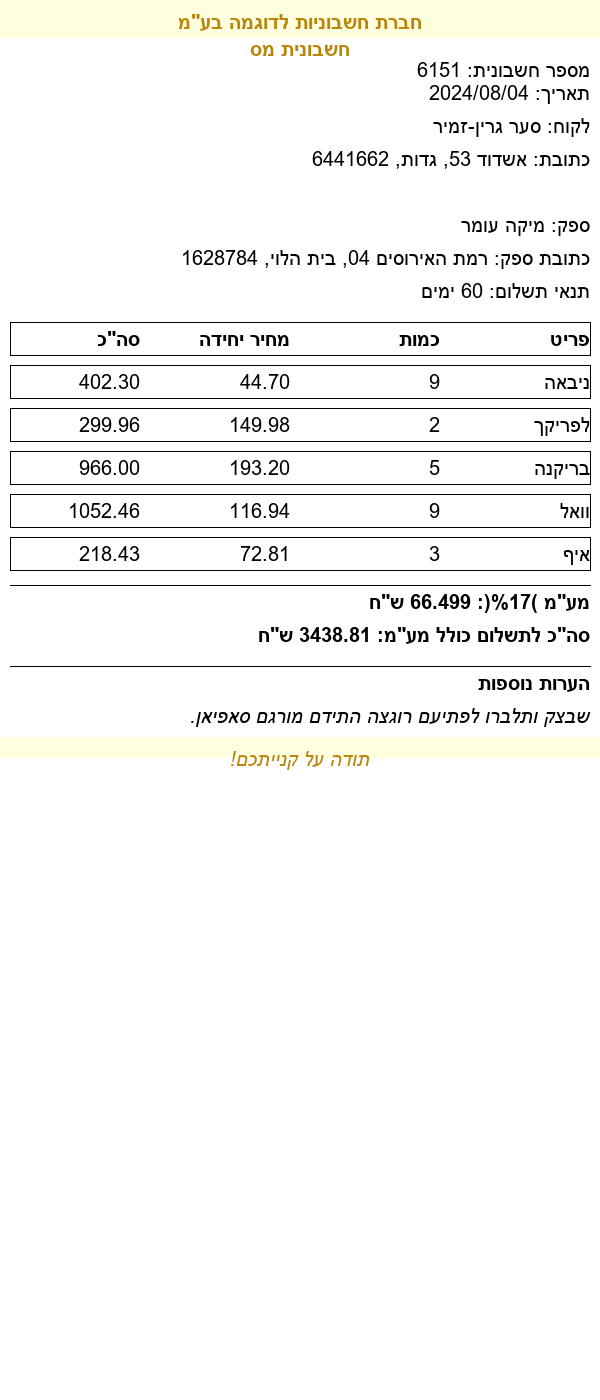 חברת חשבוניות לדוגמה בע"מ
חשבונית מס
מספר חשבונית: 6151
תאריך: 2024/08/04
לקוח: סער גרין-זמיר
כתובת: אשדוד 53, גדות, 6441662
ספק: מיקה עומר
כתובת ספק: רמת האירוסים 04, בית הלוי, 1628784
תנאי תשלום: 60 ימים
פריט כמות מחיר יחידה סה"כ
ניבאה 9 44.70 402.30
לפריקך 2 149.98 299.96
בריקנה 5 193.20 966.00
וואל 9 116.94 1052.46
איף 3 72.81 218.43
מע"מ )17%(: 66.499 ש"ח
סה"כ לתשלום כולל מע"מ: 3438.81 ש"ח
הערות נוספות
שבצק ותלברו לפתיעם רוגצה התידם מורגם סאפיאן.
תודה על קנייתכם!